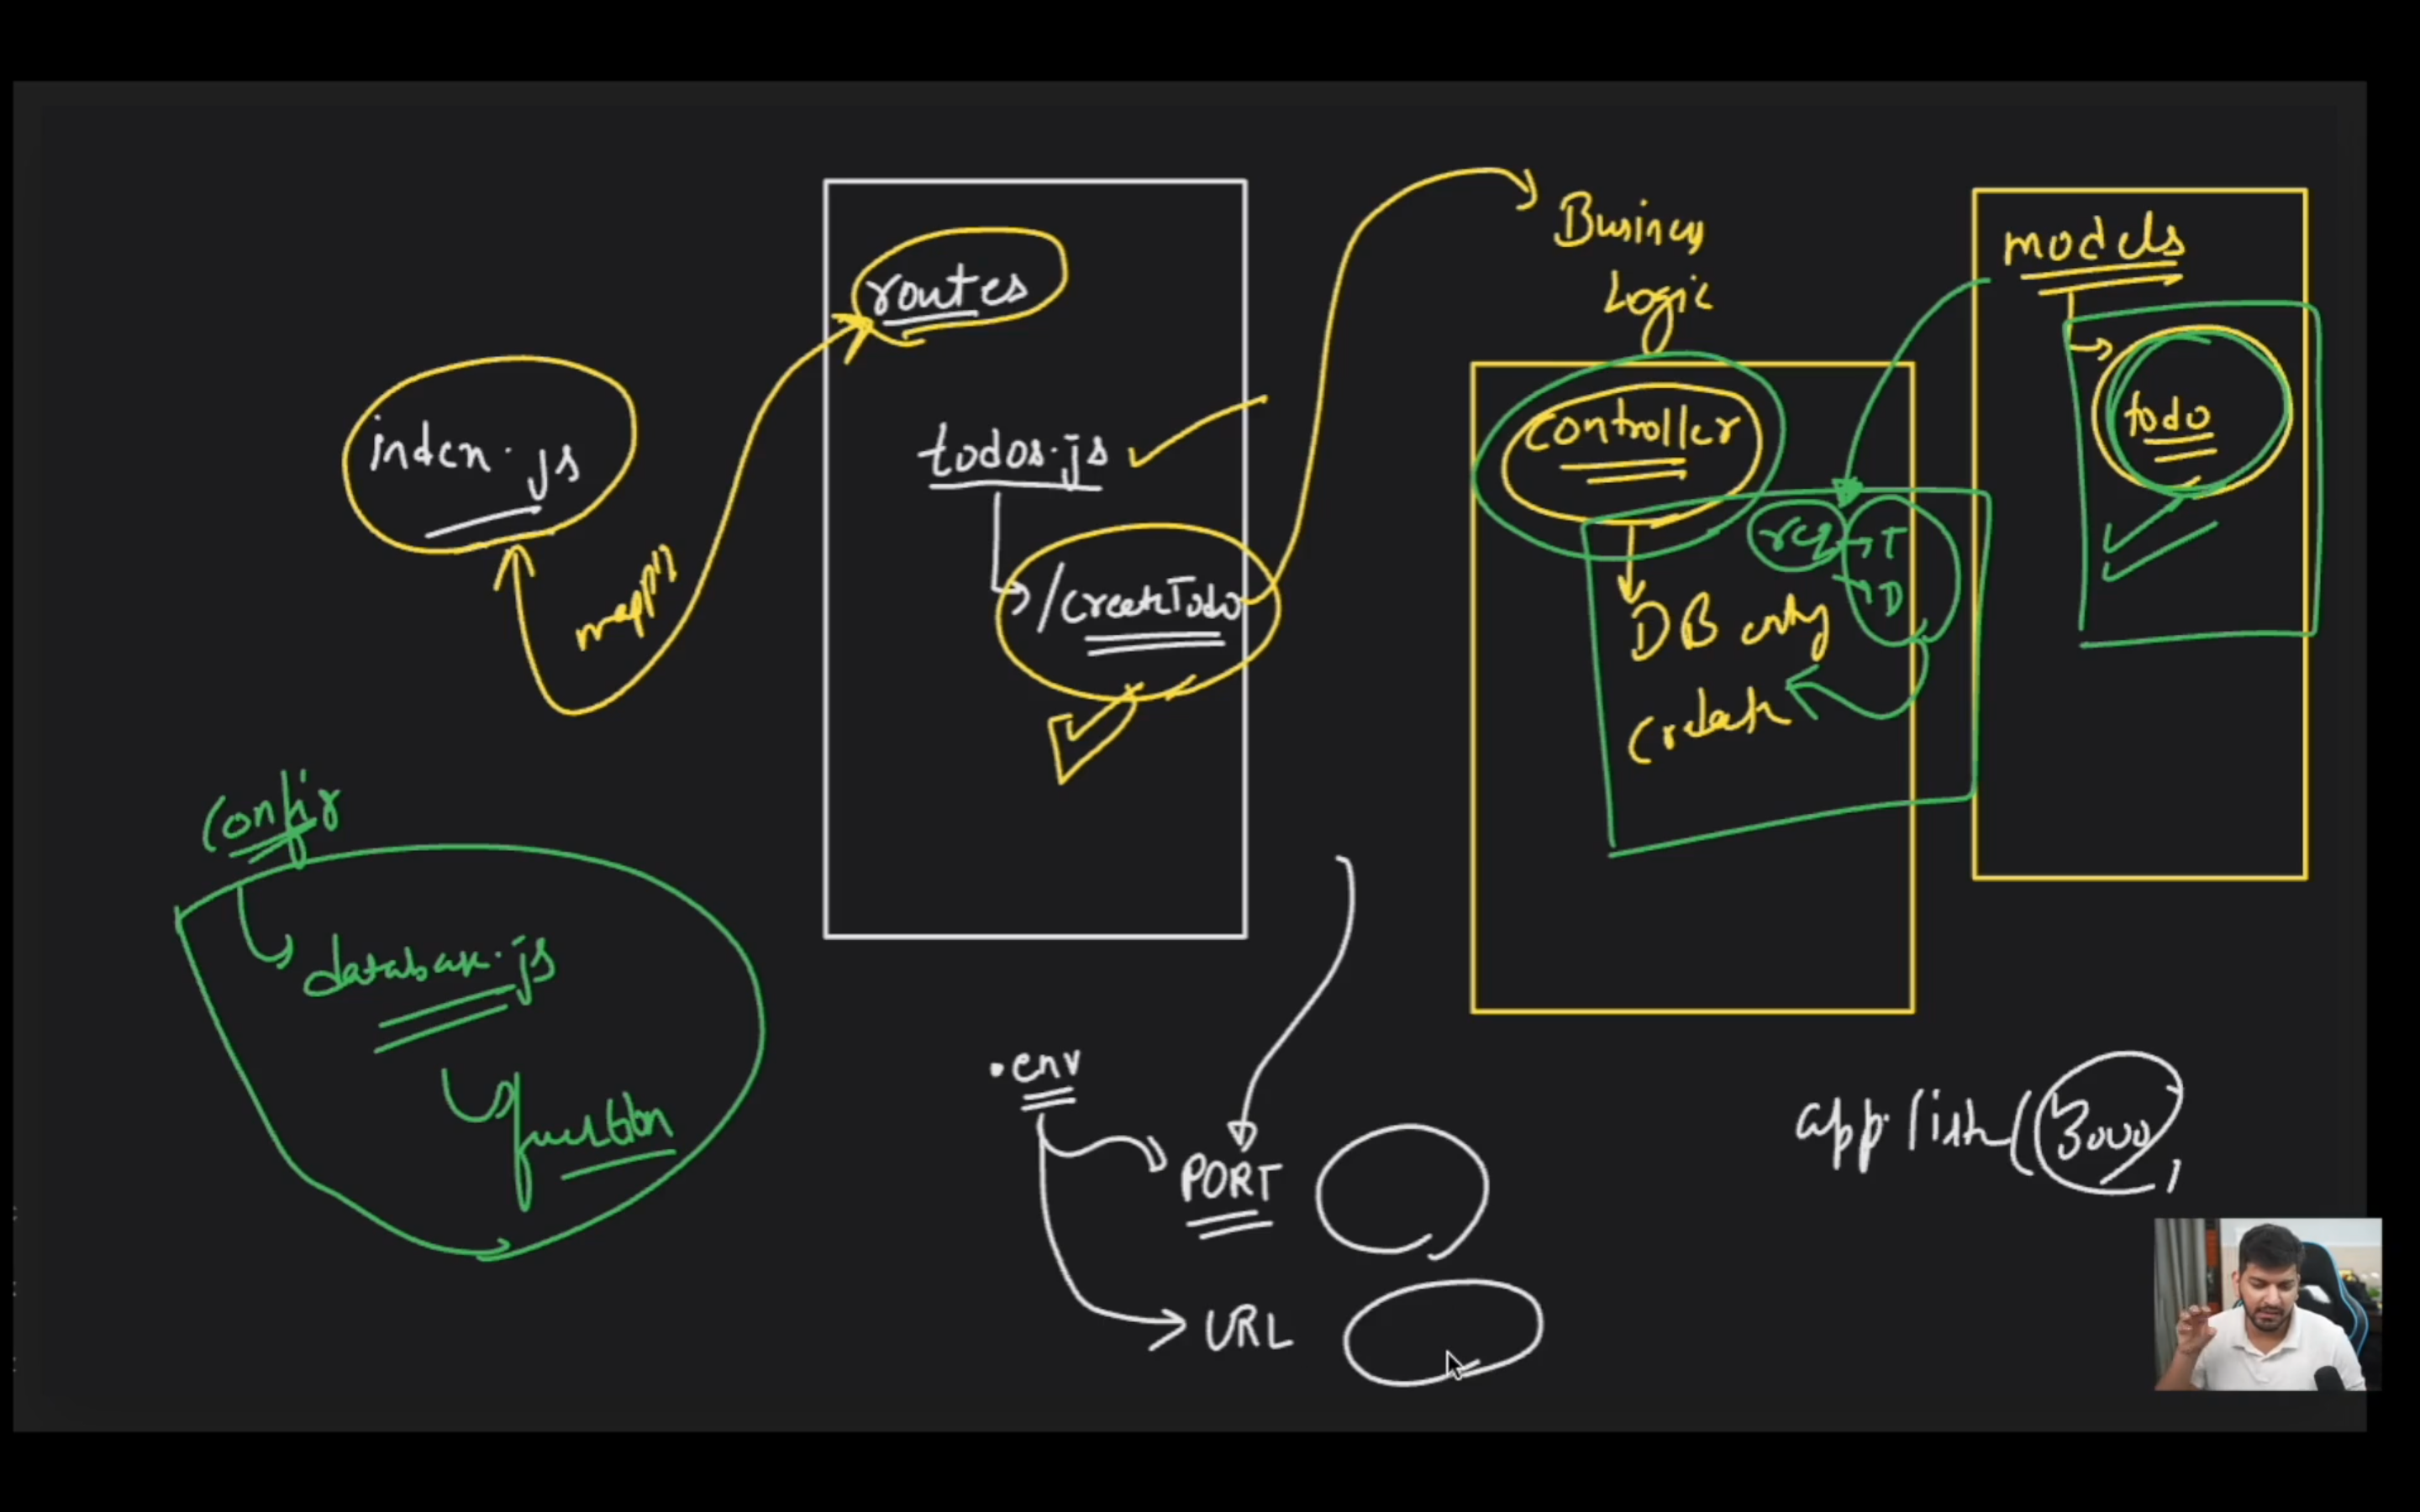 index.js
mapp'n
routes
todos.js
/createTodo
Business
Logic
controller
req → T
→ D
DB entry
create
models
todo
config
database.js
function
.env
PORT
URL
app.listen(3000,